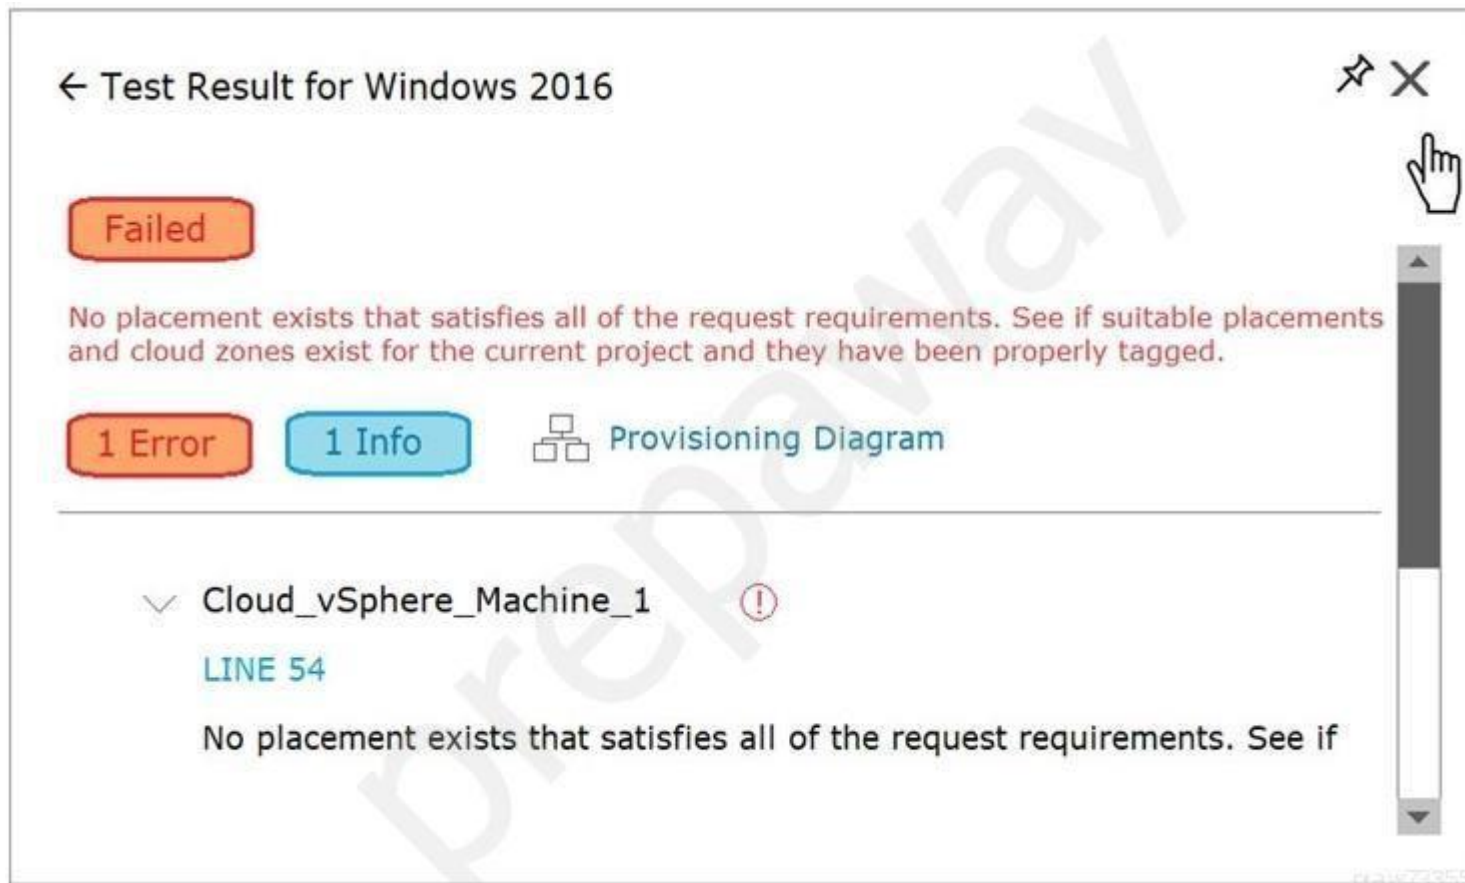 ← Test Result for Windows 2016
Failed
No placement exists that satisfies all of the request requirements. See if suitable placements
and cloud zones exist for the current project and they have been properly tagged.
1 Error 1 Info Provisioning Diagram
Cloud_vSphere_Machine_1
LINE 54
No placement exists that satisfies all of the request requirements. See if
prepaway